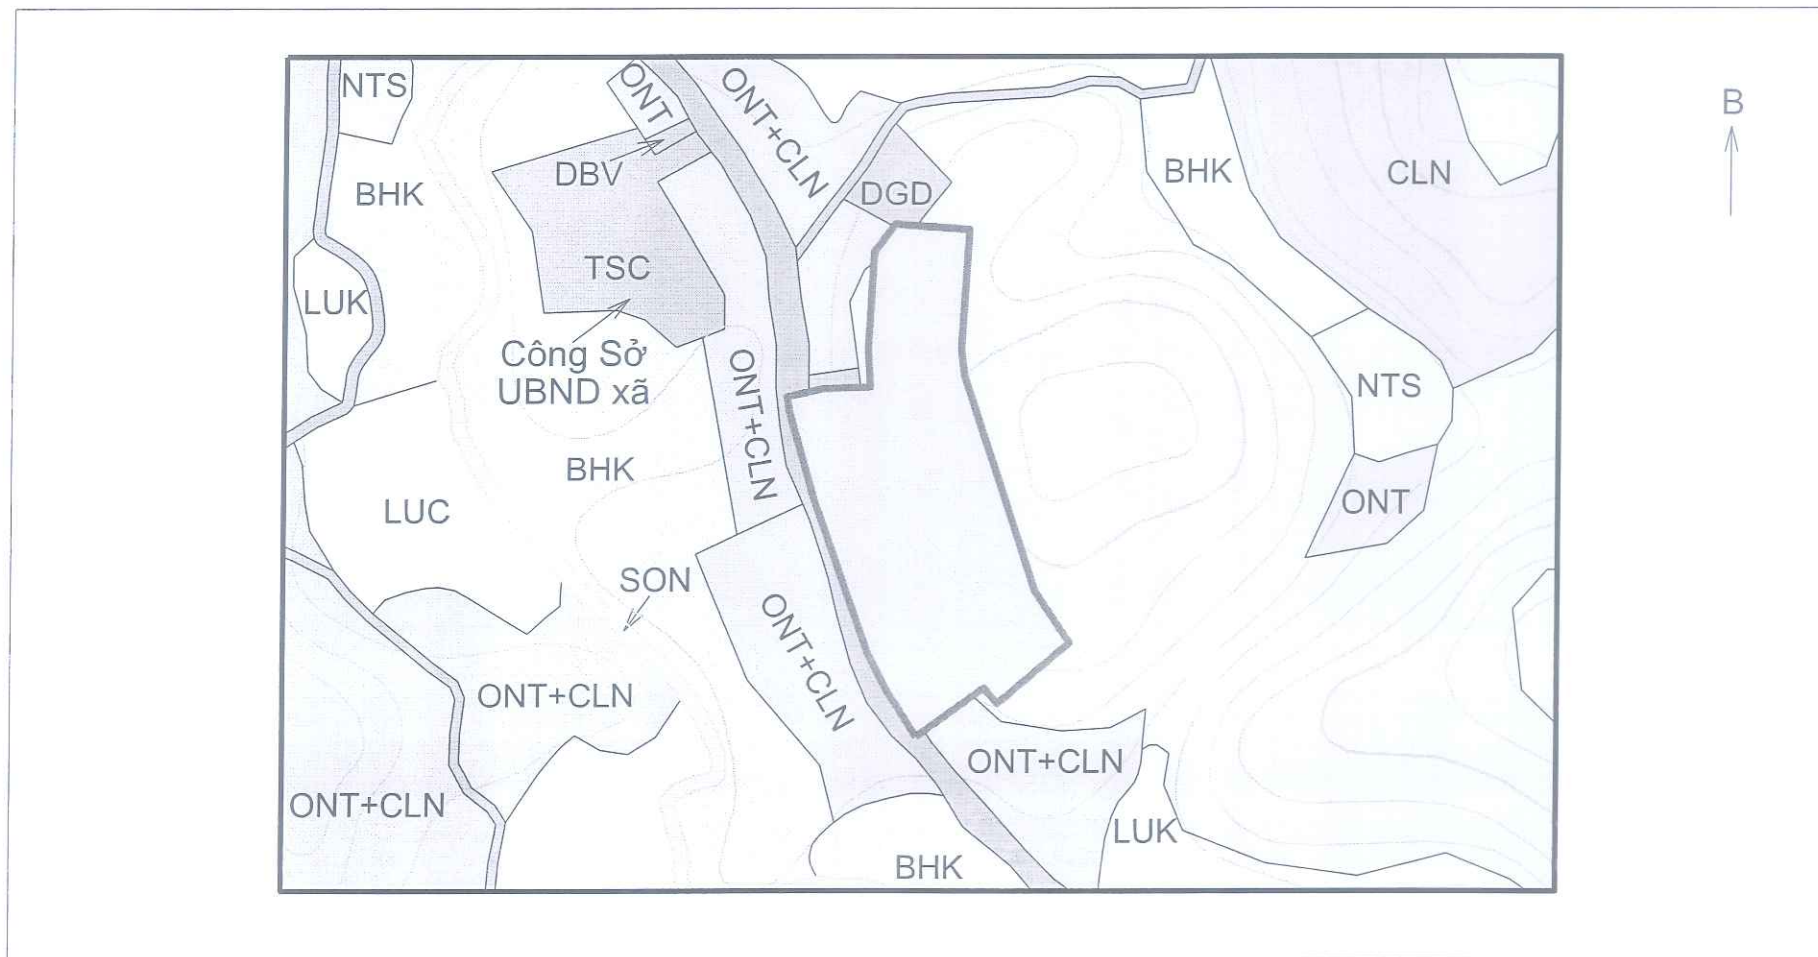 NTS
ONT
ONT+CLN
B
DBV
BHK
DGD
BHK
CLN
TSC
LUK
Công Sở
UBND xã
ONT+CLN
NTS
BHK
LUC
ONT
SON
ONT+CLN
ONT+CLN
ONT+CLN
ONT+CLN
LUK
BHK